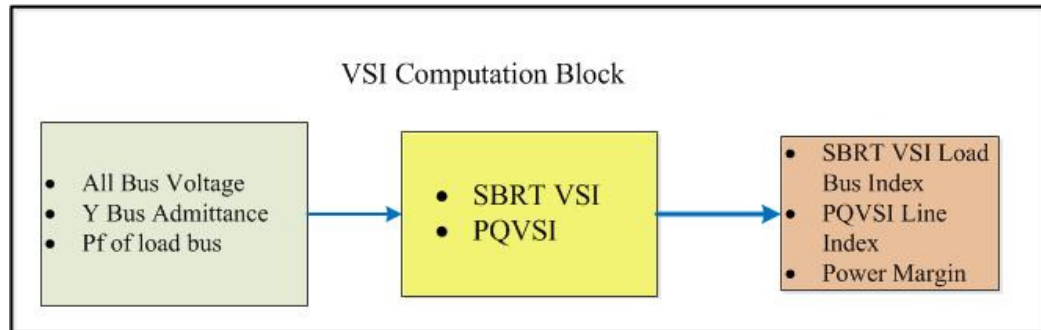 VSI Computation Block
• All Bus Voltage
• Y Bus Admittance
• Pf of load bus
• SBRT VSI
• PQVSI
• SBRT VSI Load
Bus Index
• PQVSI Line
Index
• Power Margin